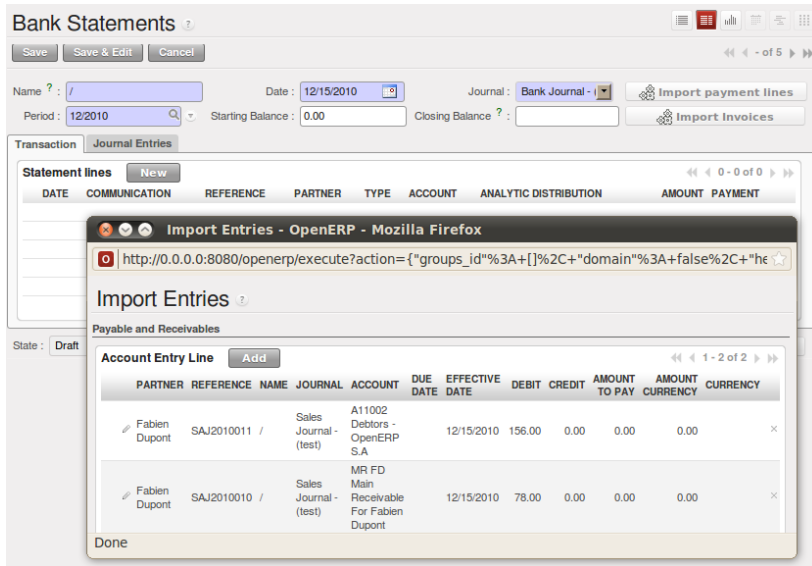 Bank Statements ?
Save Save & Edit Cancel - of 5
Name ? : / Date : 12/15/2010 Journal : Bank Journal - ( Import payment lines
Period : 12/2010 Starting Balance : 0.00 Closing Balance ? : Import Invoices
Transaction Journal Entries
Statement lines New 0 - 0 of 0
DATE COMMUNICATION REFERENCE PARTNER TYPE ACCOUNT ANALYTIC DISTRIBUTION AMOUNT PAYMENT
Import Entries - OpenERP - Mozilla Firefox
http://0.0.0.0:8080/openerp/execute?action={"groups_id"%3A+[]%2C+"domain"%3A+false%2C+"he
Import Entries ?
Payable and Receivables
State : Draft
Account Entry Line Add 1 - 2 of 2
PARTNER REFERENCE NAME JOURNAL ACCOUNT DUE DATE EFFECTIVE DATE DEBIT CREDIT AMOUNT TO PAY AMOUNT CURRENCY CURRENCY
Fabien Dupont SAJ2010011 / Sales Journal - (test) A11002 Debtors - OpenERP S.A 12/15/2010 156.00 0.00 0.00 0.00
Fabien Dupont SAJ2010010 / Sales Journal - (test) MR FD Main Receivable For Fabien Dupont 12/15/2010 78.00 0.00 0.00 0.00
Done